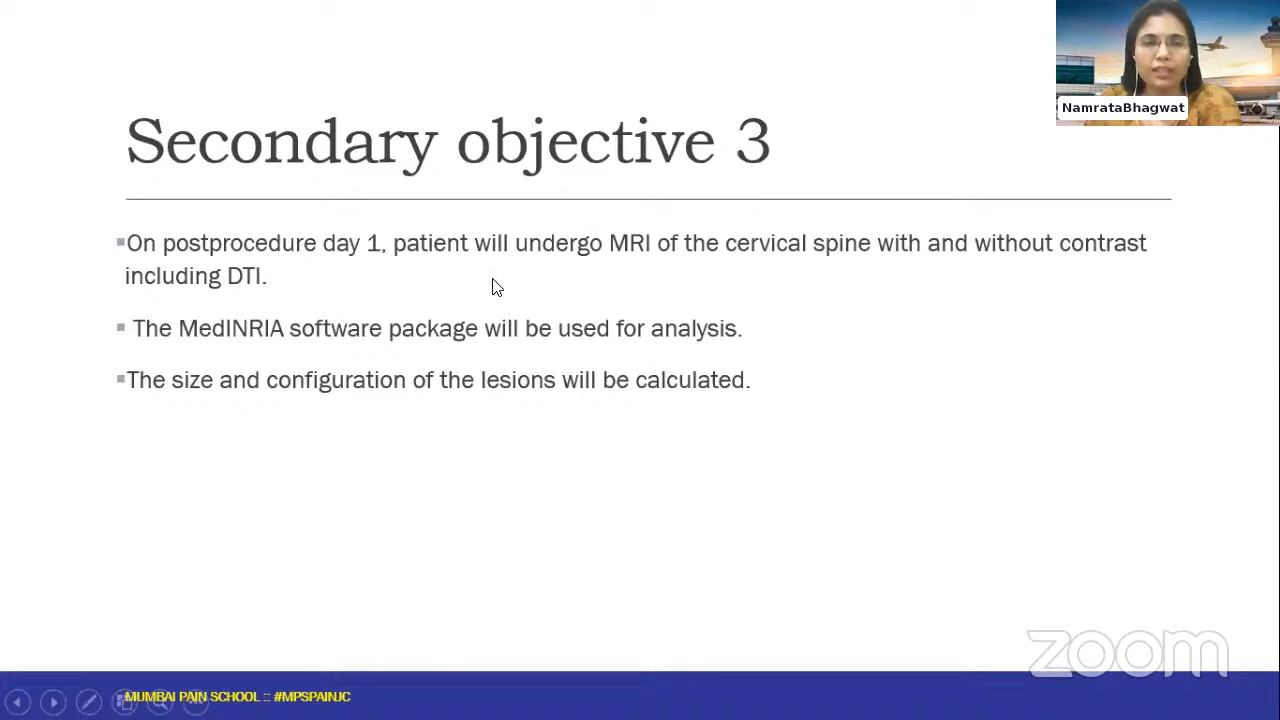 NamrataBhagwat
Secondary objective 3
▪On postprocedure day 1, patient will undergo MRI of the cervical spine with and without contrast
including DTI.
▪ The MedINRIA software package will be used for analysis.
▪The size and configuration of the lesions will be calculated.
zoom
MUMBAI PAIN SCHOOL :: #MPSPAINJC